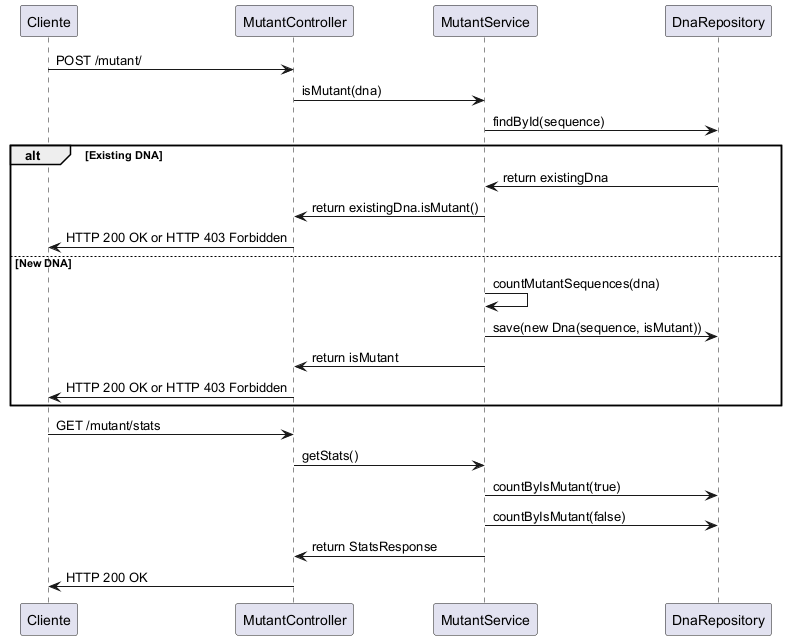 Cliente MutantController MutantService DnaRepository
POST /mutant/
isMutant(dna)
findById(sequence)
alt [Existing DNA]
return existingDna
return existingDna.isMutant()
HTTP 200 OK or HTTP 403 Forbidden
[New DNA]
countMutantSequences(dna)
save(new Dna(sequence, isMutant))
return isMutant
HTTP 200 OK or HTTP 403 Forbidden
GET /mutant/stats
getStats()
countByIsMutant(true)
countByIsMutant(false)
return StatsResponse
HTTP 200 OK
Cliente MutantController MutantService DnaRepository